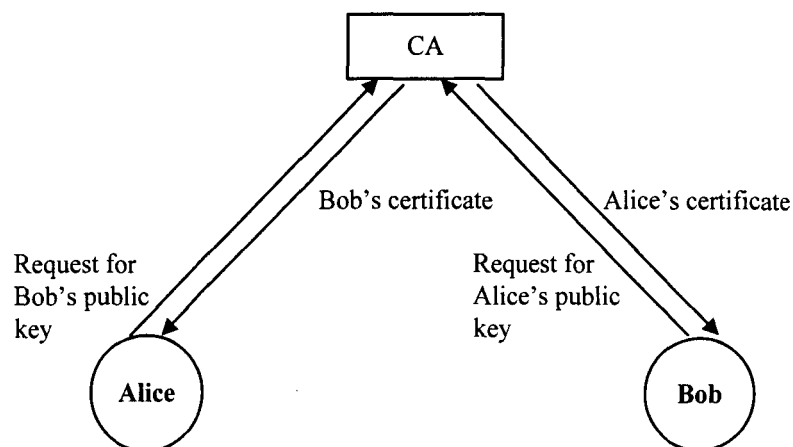 CA
Bob's certificate
Alice's certificate
Request for
Bob's public
key
Request for
Alice's public
key
Alice
Bob